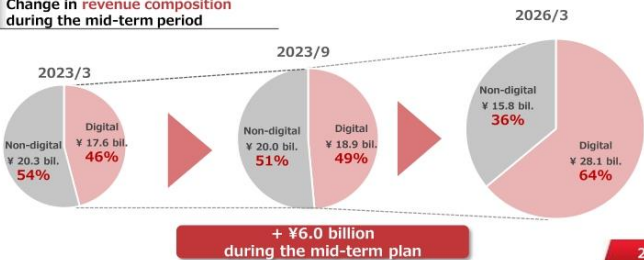 Change in revenue composition
during the mid-term period
2023/3
Non-digital
¥ 20.3 bil.
54%
Digital
¥ 17.6 bil.
46%
2023/9
Non-digital
¥ 20.0 bil.
51%
Digital
¥ 18.9 bil.
49%
2026/3
Non-digital
¥ 15.8 bil.
36%
Digital
¥ 28.1 bil.
64%
+ ¥6.0 billion
during the mid-term plan
2